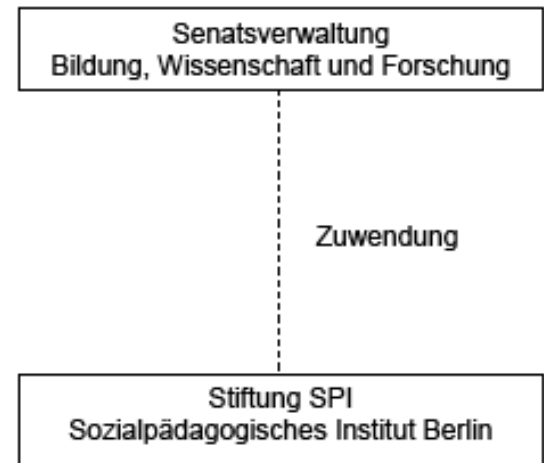 Senatsverwaltung
Bildung, Wissenschaft und Forschung
Zuwendung
Stiftung SPI
Sozialpädagogisches Institut Berlin